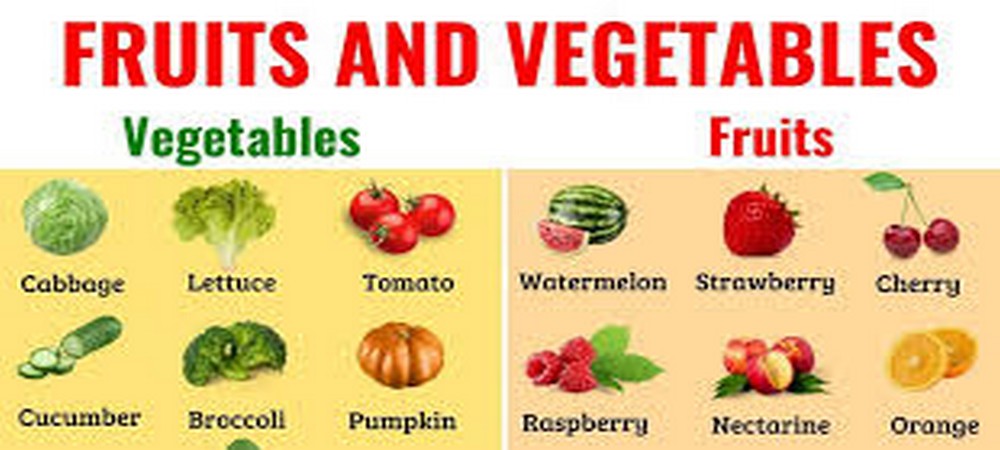 FRUITS AND VEGETABLES
Vegetables
Fruits
Cabbage Lettuce Tomato
Cucumber Broccoli Pumpkin
Watermelon Strawberry Cherry
Raspberry Nectarine Orange